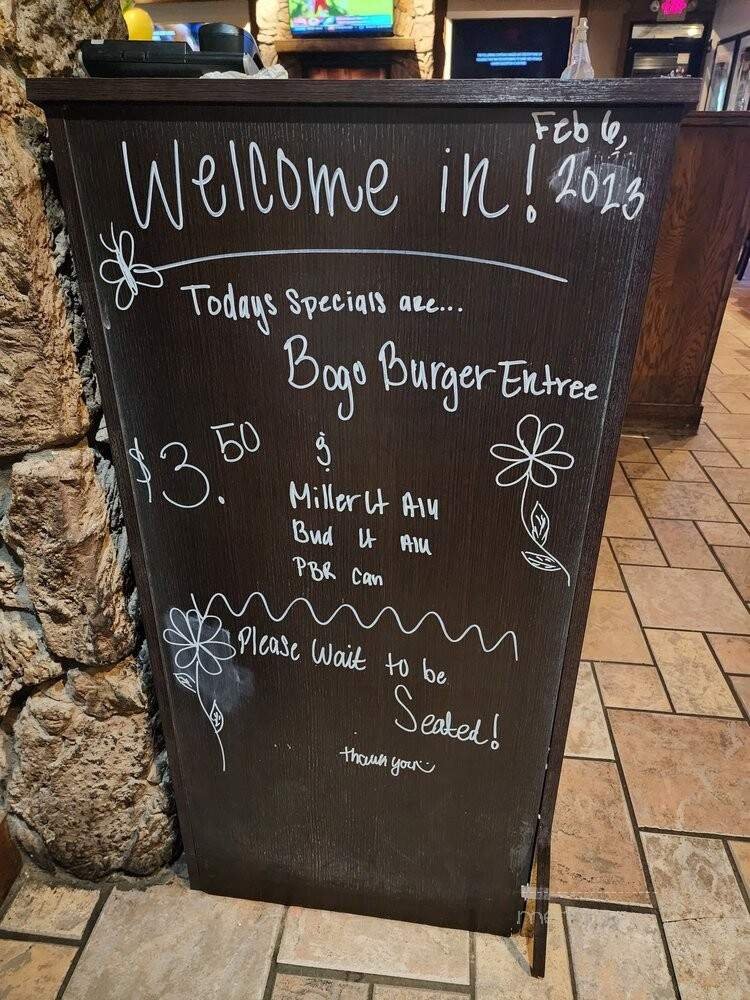 Feb 6,
2023
Welcome in!
Todays Specials are...
Bogo Burger Entree
$3.50
&
Miller Lt Alu
Bud Lt Alu
PBR Can
Please Wait to be
Seated!
thank you